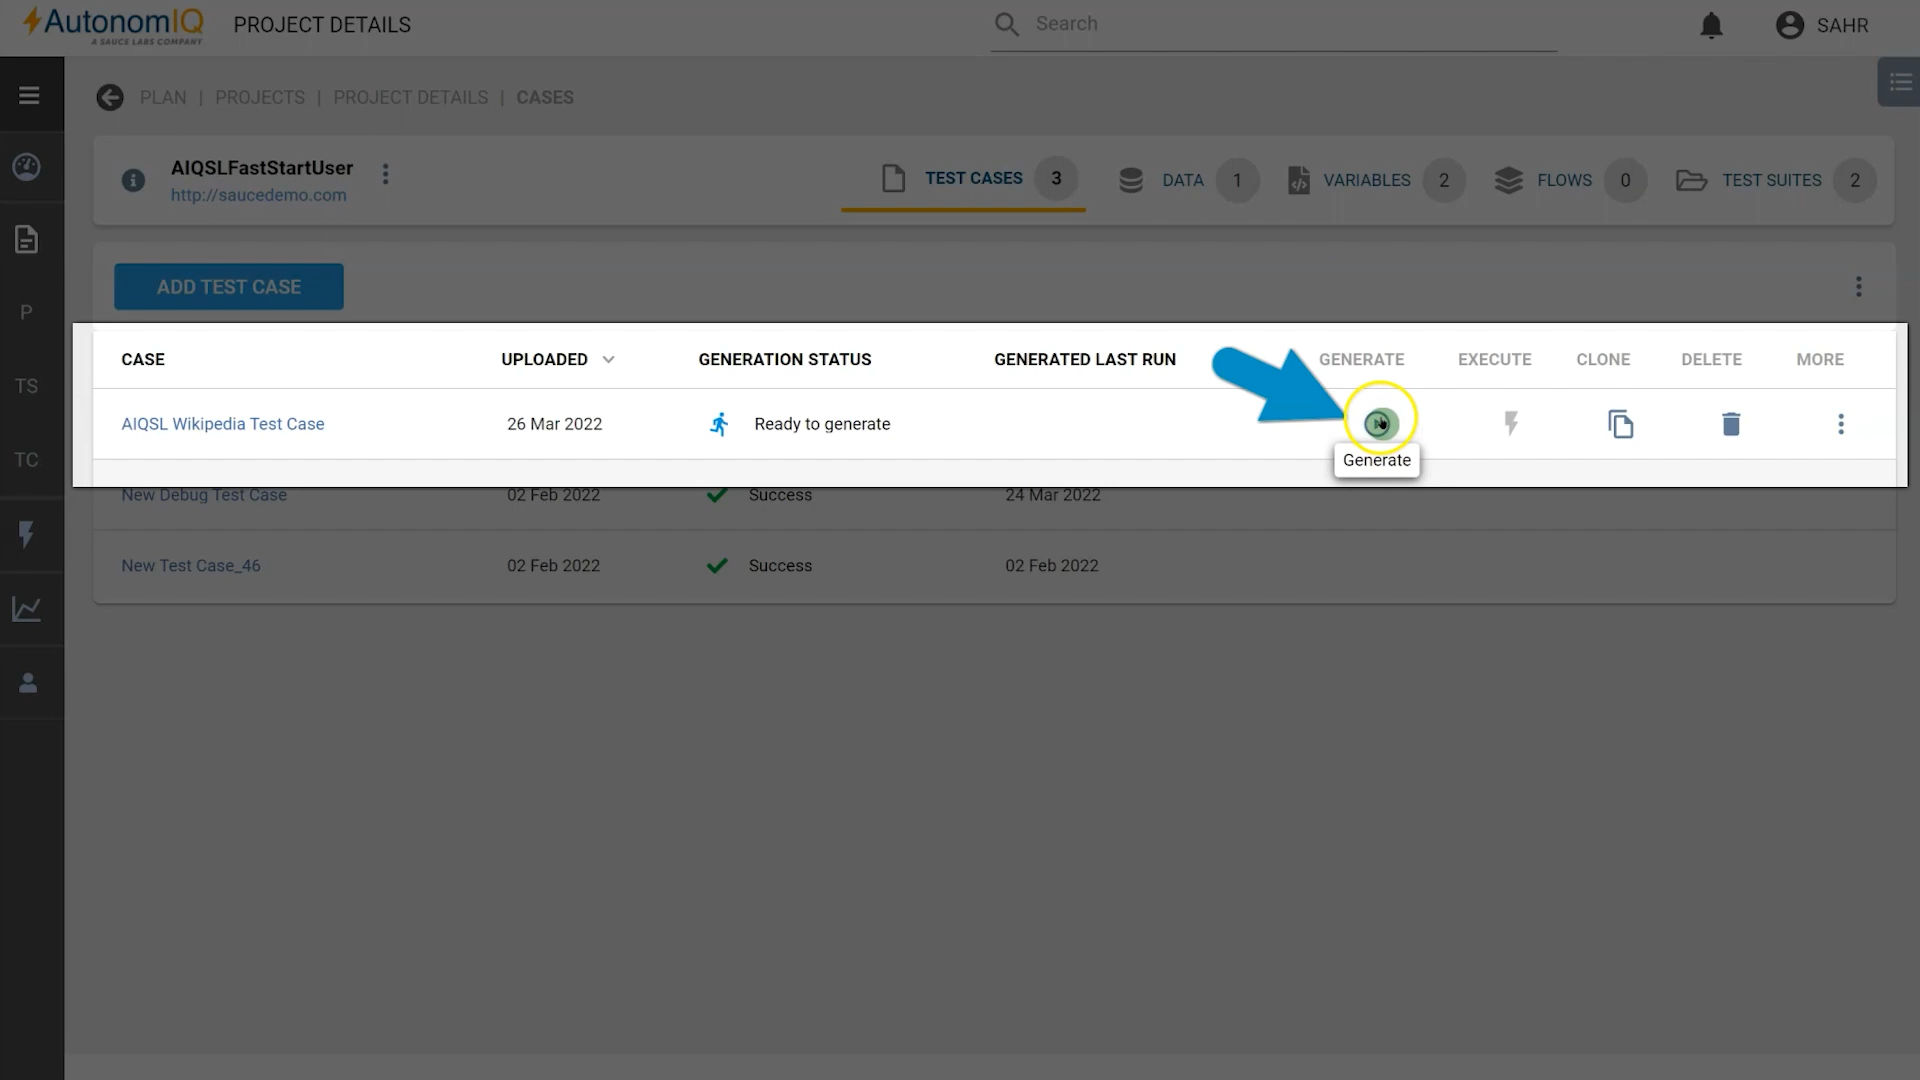 AutonomIQ
A SAUCE LABS COMPANY
PROJECT DETAILS
Search
SAHR
PLAN | PROJECTS | PROJECT DETAILS | CASES
AIQSLFastStartUser
http://saucedemo.com
TEST CASES 3
DATA 1
VARIABLES 2
FLOWS 0
TEST SUITES 2
P
TS
TC
ADD TEST CASE
CASE UPLOADED GENERATION STATUS GENERATED LAST RUN GENERATE EXECUTE CLONE DELETE MORE
AIQSL Wikipedia Test Case 26 Mar 2022 Ready to generate
Generate
New Debug Test Case 02 Feb 2022 Success 24 Mar 2022
New Test Case_46 02 Feb 2022 Success 02 Feb 2022